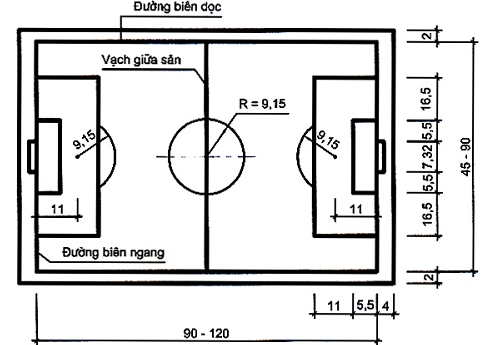 Đường biên dọc
Vạch giữa sân
R = 9,15
9,15
9,15
11
11
Đường biên ngang
2
16,5
5,5
7,32
5,5
16,5
2
45 - 90
11
5,5
4
90 - 120